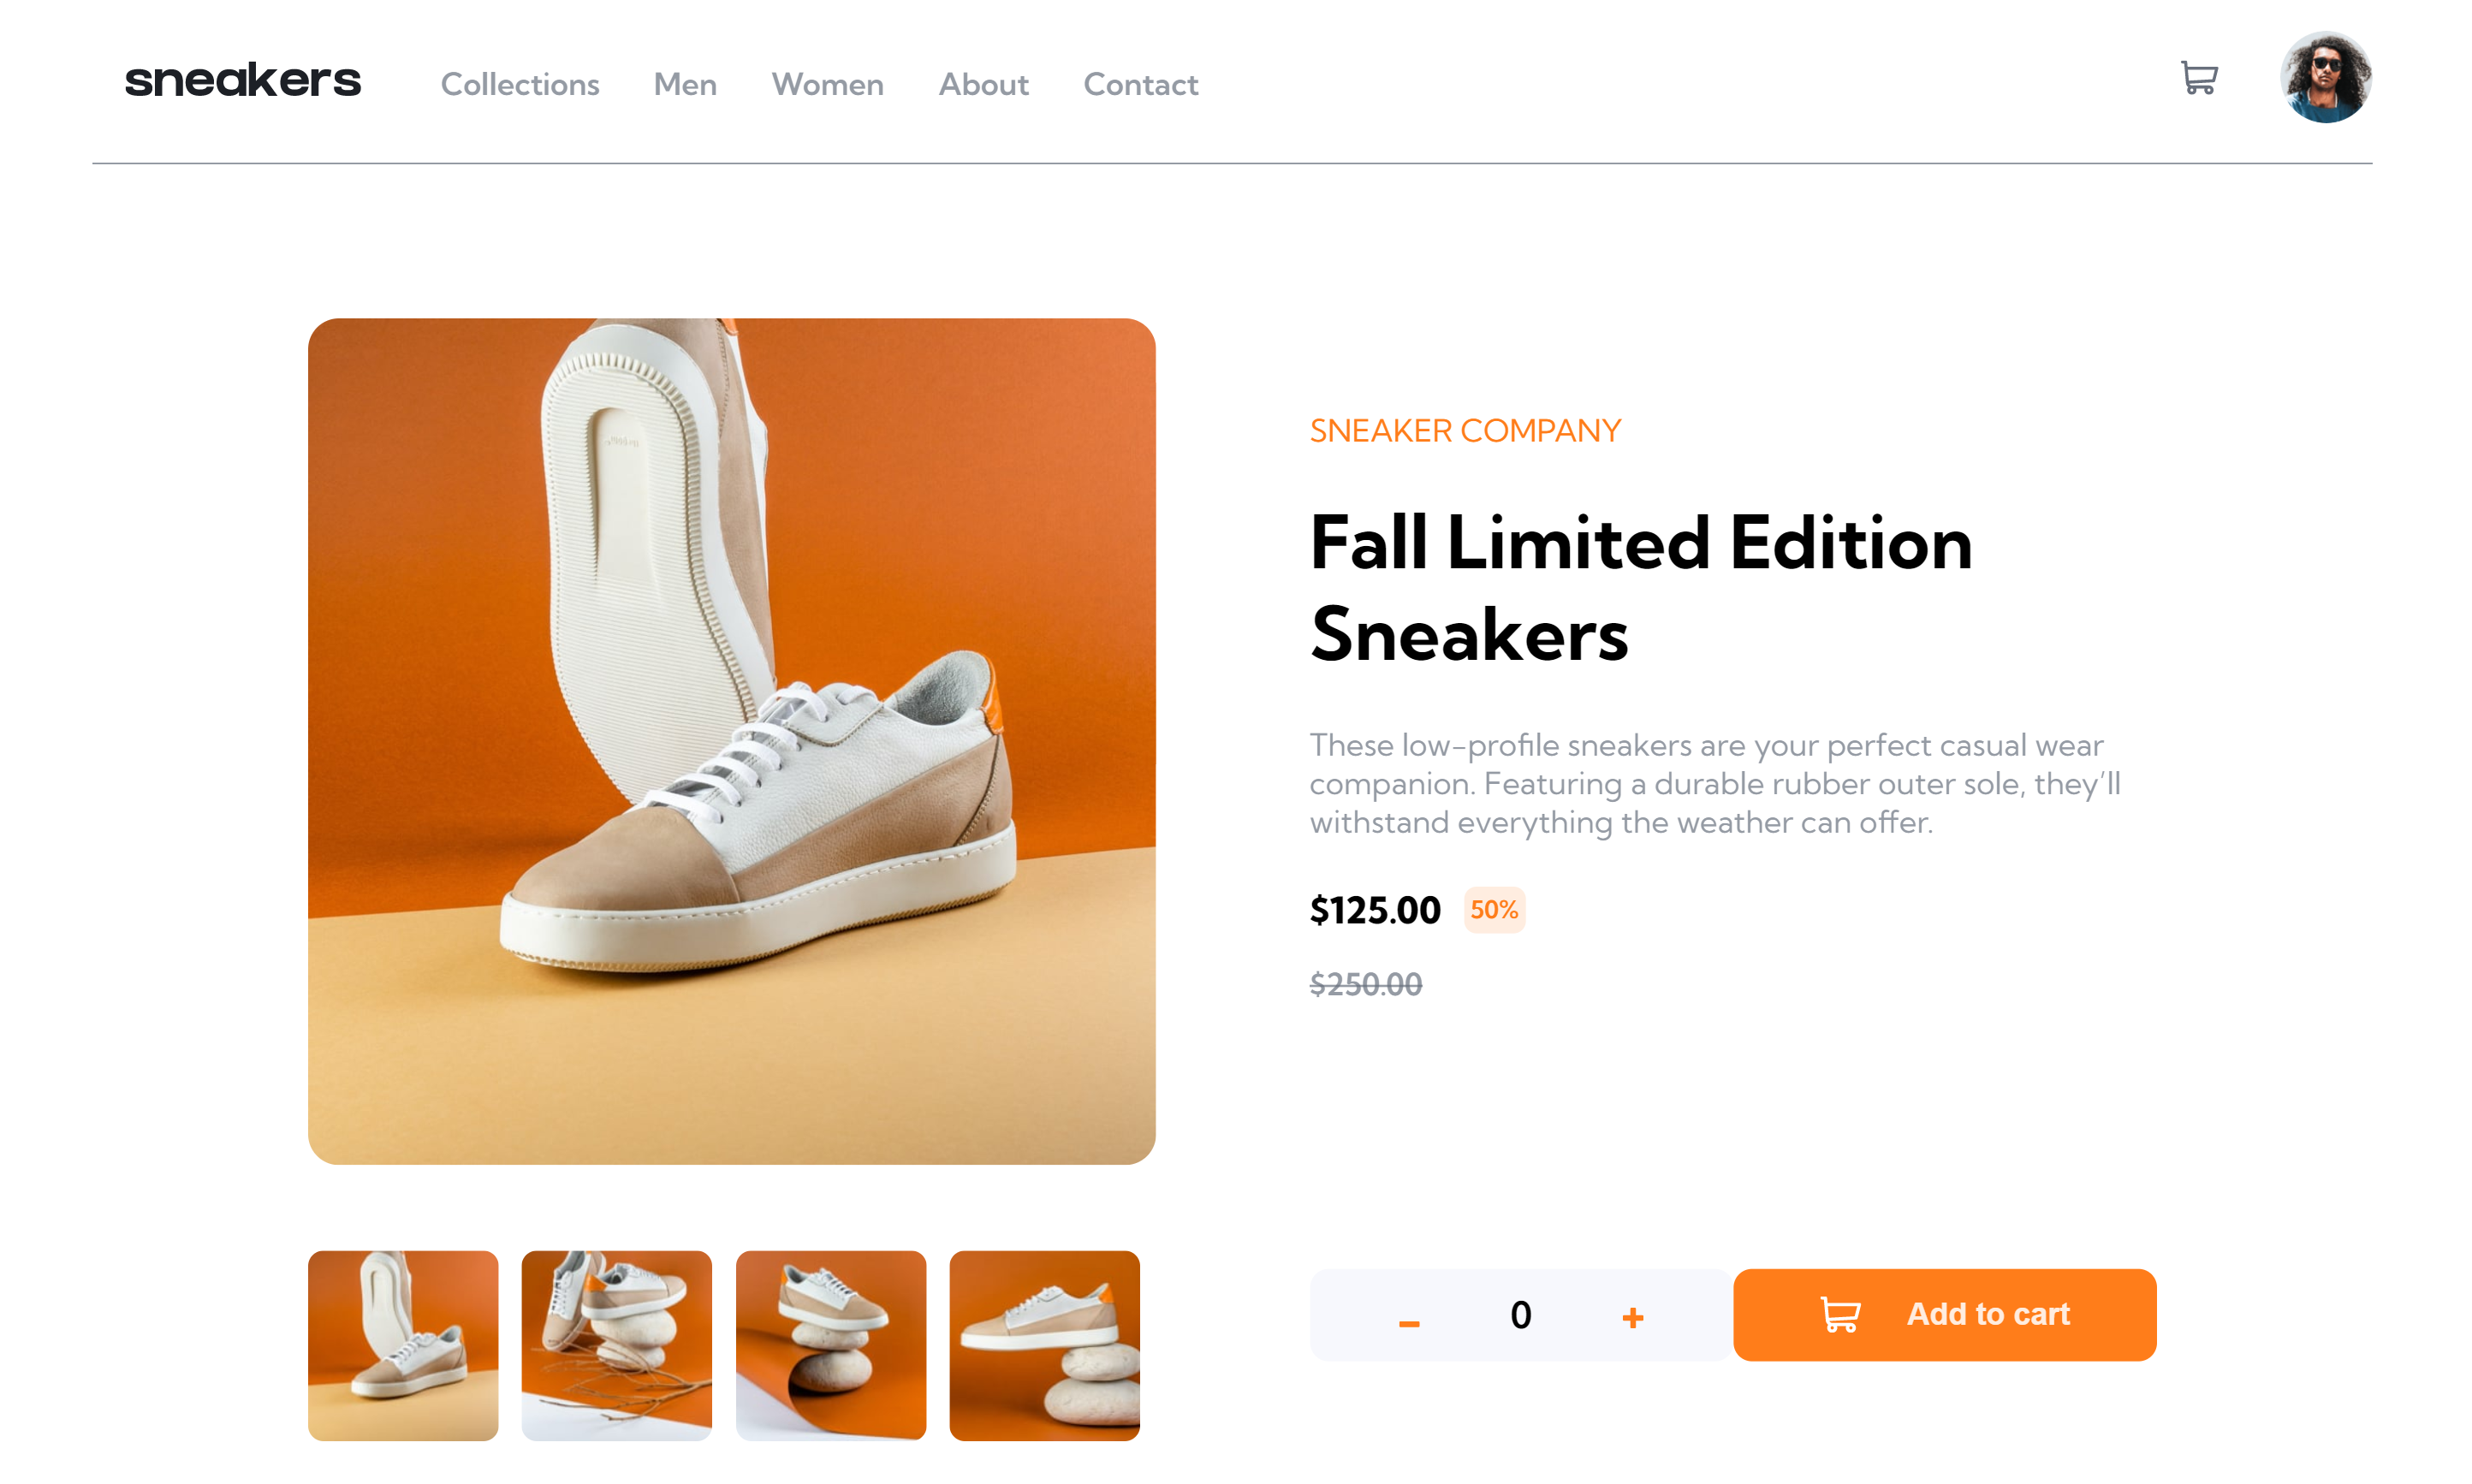 sneakers
Collections Men Women About Contact
SNEAKER COMPANY
Fall Limited Edition
Sneakers
These low-profile sneakers are your perfect casual wear
companion. Featuring a durable rubber outer sole, they’ll
withstand everything the weather can offer.
$125.00 50%
$250.00
– 0 + Add to cart